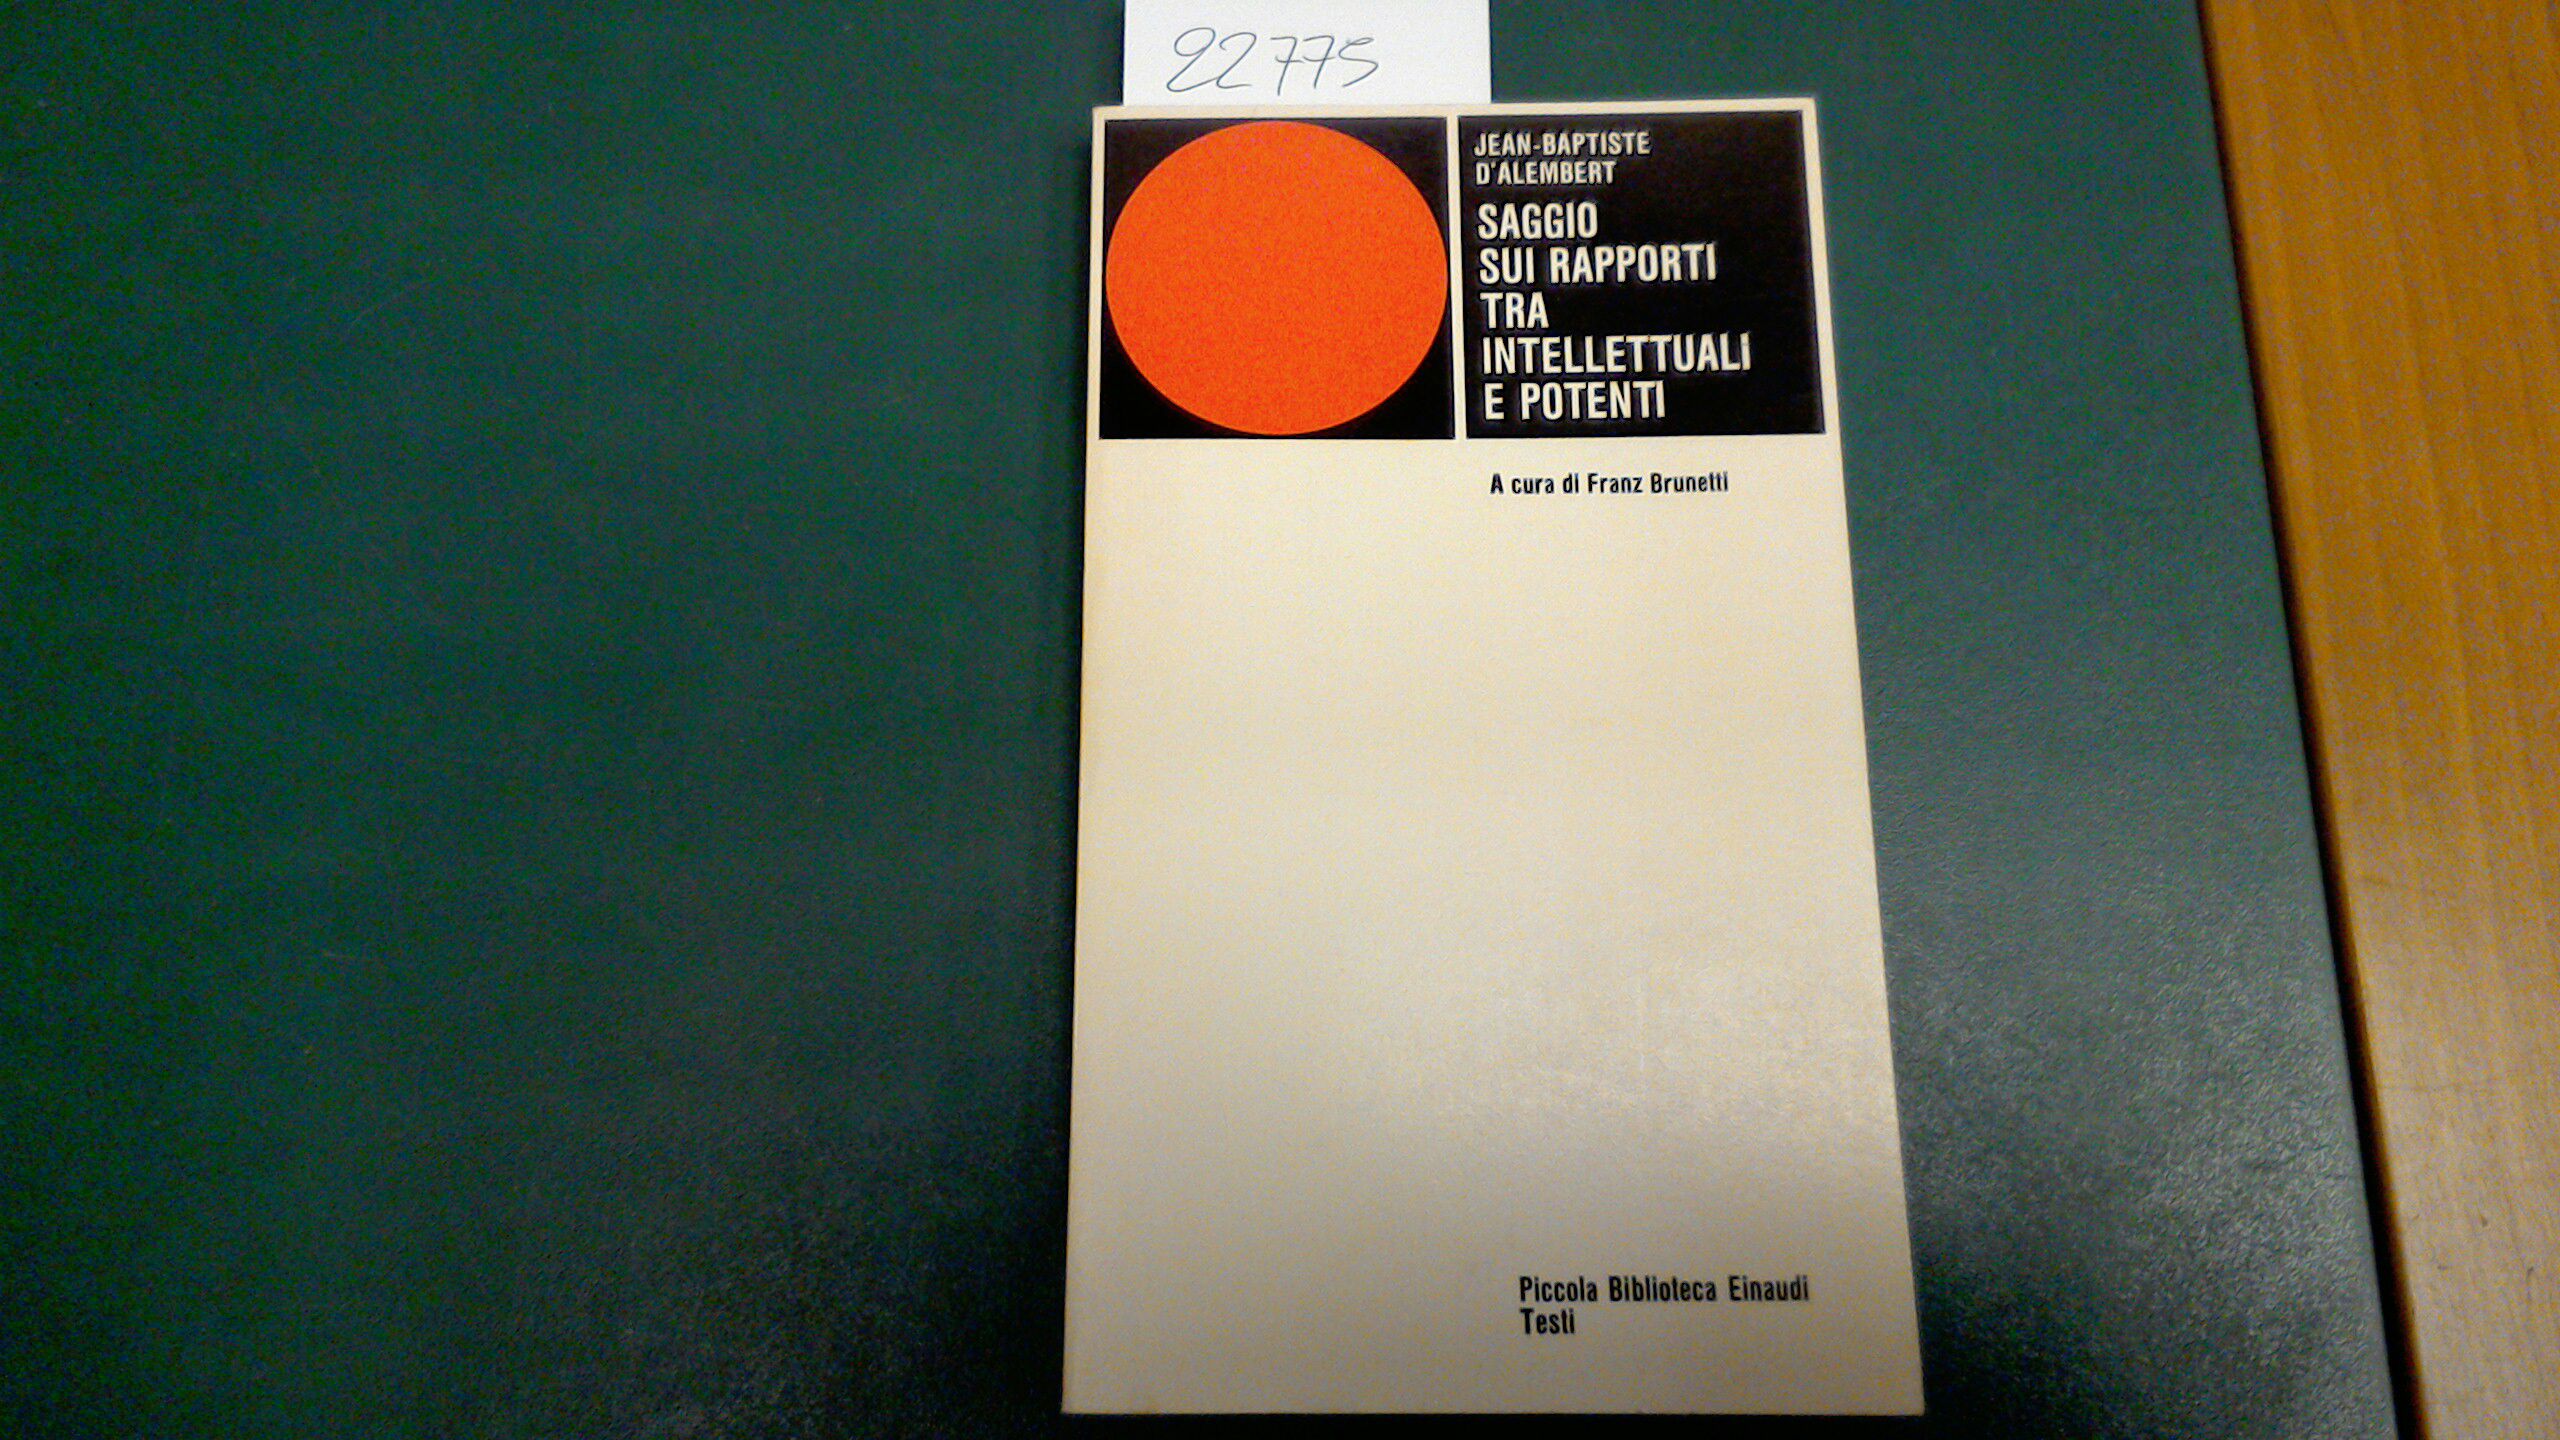 22775
JEAN-BAPTISTE
D'ALEMBERT
SAGGIO
SUI RAPPORTI
TRA
INTELLETTUALI
E POTENTI
A cura di Franz Brunetti
Piccola Biblioteca Einaudi
Testi